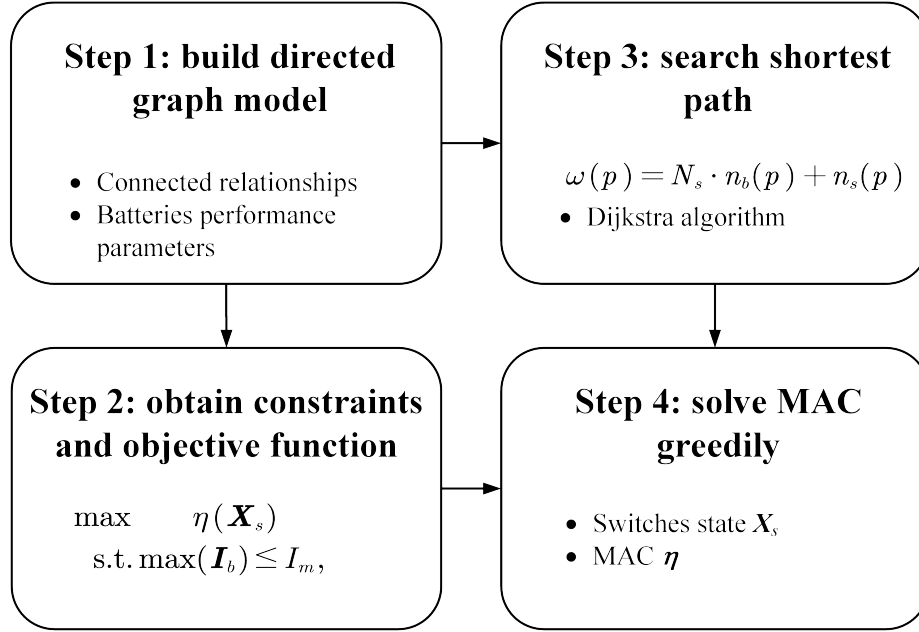 Step 1: build directed
graph model
• Connected relationships
• Batteries performance
parameters
Step 2: obtain constraints
and objective function
max η(X_s)
s.t. max(I_b) ≤ I_m,
Step 3: search shortest
path
ω(p) = N_s · n_b(p) + n_s(p)
• Dijkstra algorithm
Step 4: solve MAC
greedily
• Switches state X_s
• MAC η